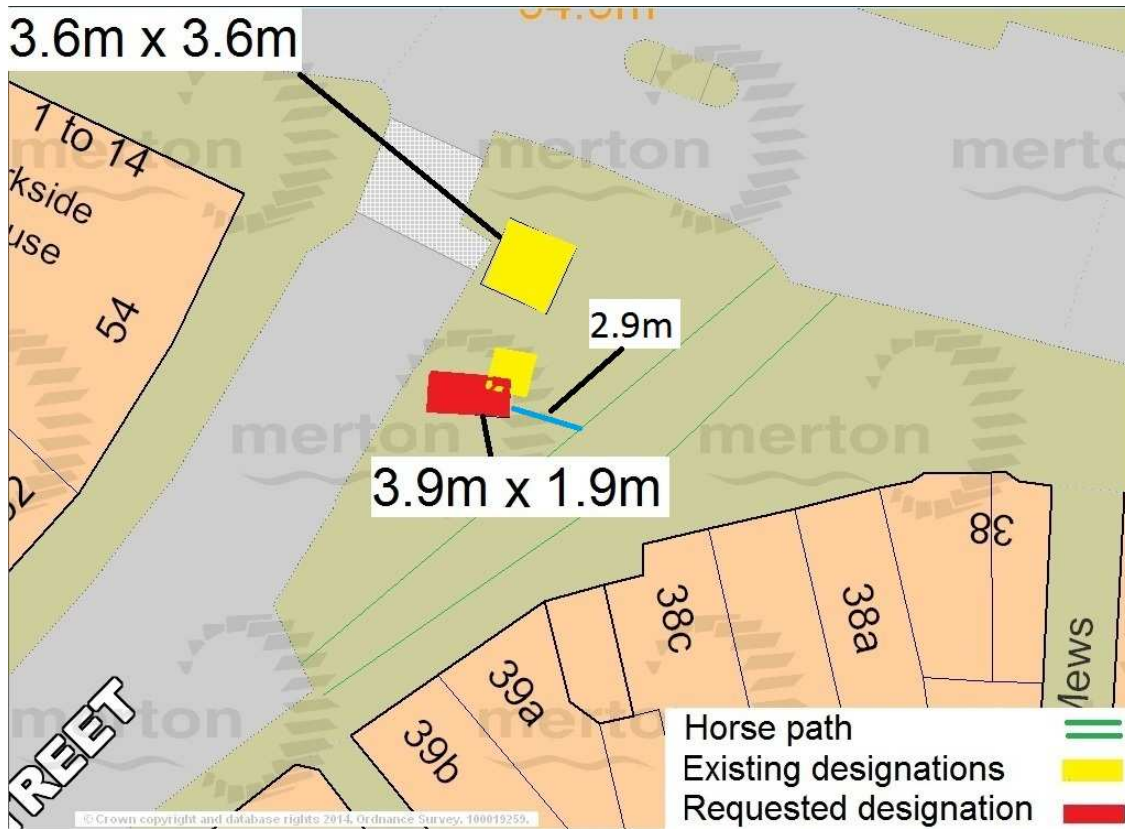 3.6m x 3.6m
1 to 14
rkside
use
54
2.9m
3.9m x 1.9m
38
38c
38a
39a
39b
Mews
TREET
merton
merton
merton
merton
merton
merton
Horse path
Existing designations
Requested designation
© Crown copyright and database rights 2014. Ordnance Survey. 100019259.